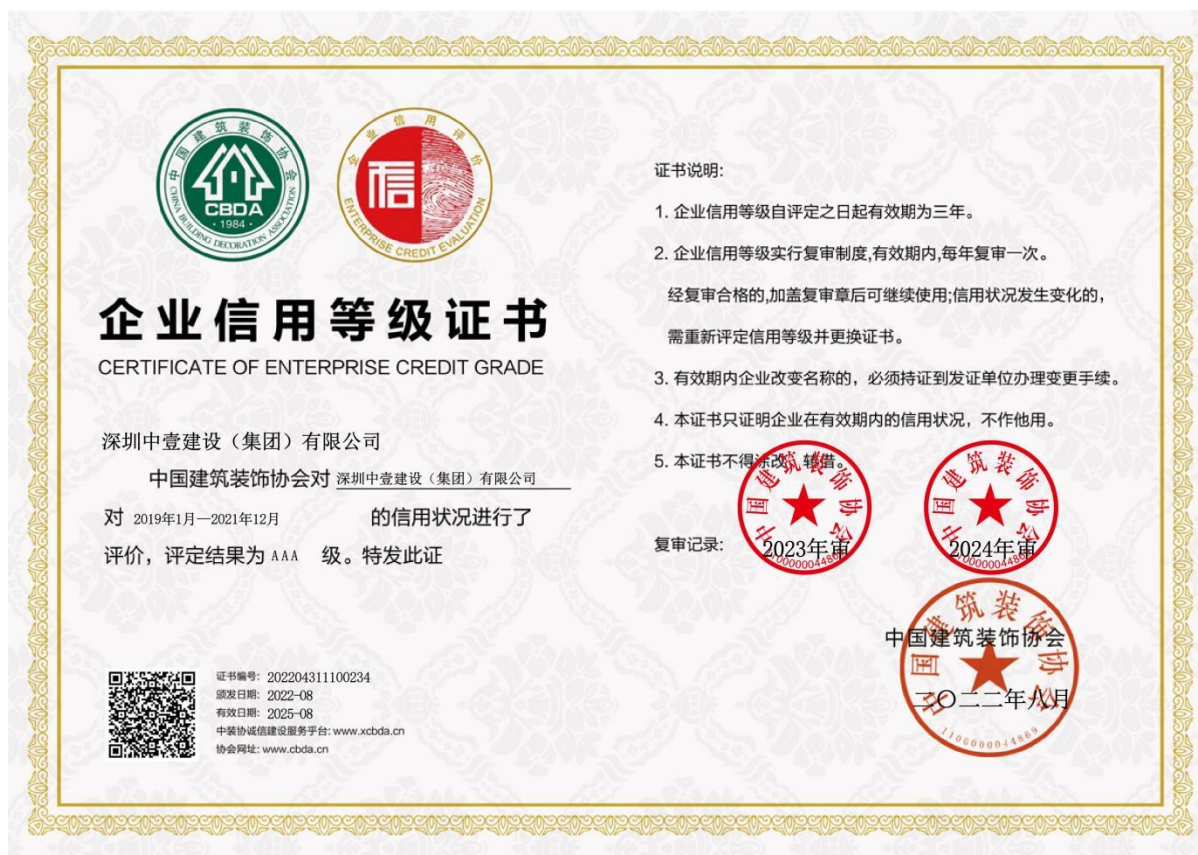 中国建筑装饰协会
CBDA
·1984·
CHINA BUILDING DECORATION ASSOCIATION
企业信用评价
信
ENTERPRISE CREDIT EVALUATION
企业信用等级证书
CERTIFICATE OF ENTERPRISE CREDIT GRADE
深圳中壹建设（集团）有限公司
中国建筑装饰协会对 深圳中壹建设（集团）有限公司
对 2019年1月—2021年12月 的信用状况进行了
评价，评定结果为 AAA 级。特发此证
证书编号: 202204311100234
颁发日期: 2022-08
有效日期: 2025-08
中装协诚信建设服务平台: www.xcbda.cn
协会网址: www.cbda.cn
证书说明:
1. 企业信用等级自评定之日起有效期为三年。
2. 企业信用等级实行复审制度,有效期内,每年复审一次。
经复审合格的,加盖复审章后可继续使用;信用状况发生变化的,
需重新评定信用等级并更换证书。
3. 有效期内企业改变名称的，必须持证到发证单位办理变更手续。
4. 本证书只证明企业在有效期内的信用状况，不作他用。
5. 本证书不得涂改、转借。
复审记录:
中国建筑装饰协会
2023年审
中国建筑装饰协会
2024年审
中国建筑装饰协会
中国建筑装饰协会
二〇二二年八月